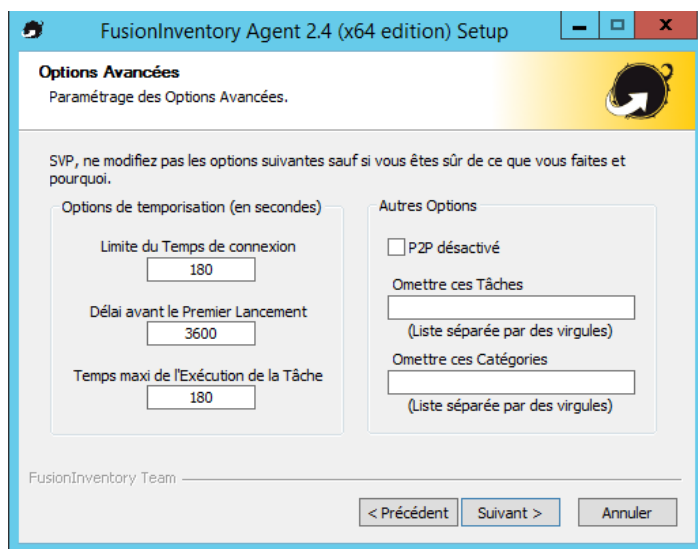 FusionInventory Agent 2.4 (x64 edition) Setup
Options Avancées
Paramétrage des Options Avancées.
SVP, ne modifiez pas les options suivantes sauf si vous êtes sûr de ce que vous faites et
pourquoi.
Options de temporisation (en secondes)
Limite du Temps de connexion
180
Délai avant le Premier Lancement
3600
Temps maxi de l'Exécution de la Tâche
180
Autres Options
P2P désactivé
Omettre ces Tâches
(Liste séparée par des virgules)
Omettre ces Catégories
(Liste séparée par des virgules)
FusionInventory Team
< Précédent Suivant > Annuler